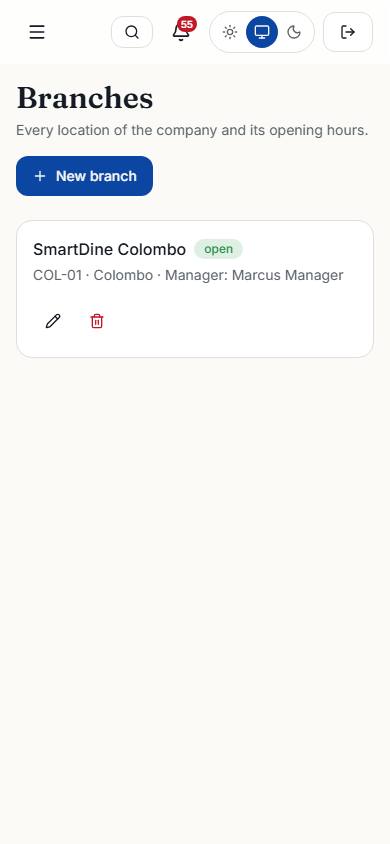 55
Branches
Every location of the company and its opening hours.
New branch
SmartDine Colombo open
COL-01 · Colombo · Manager: Marcus Manager